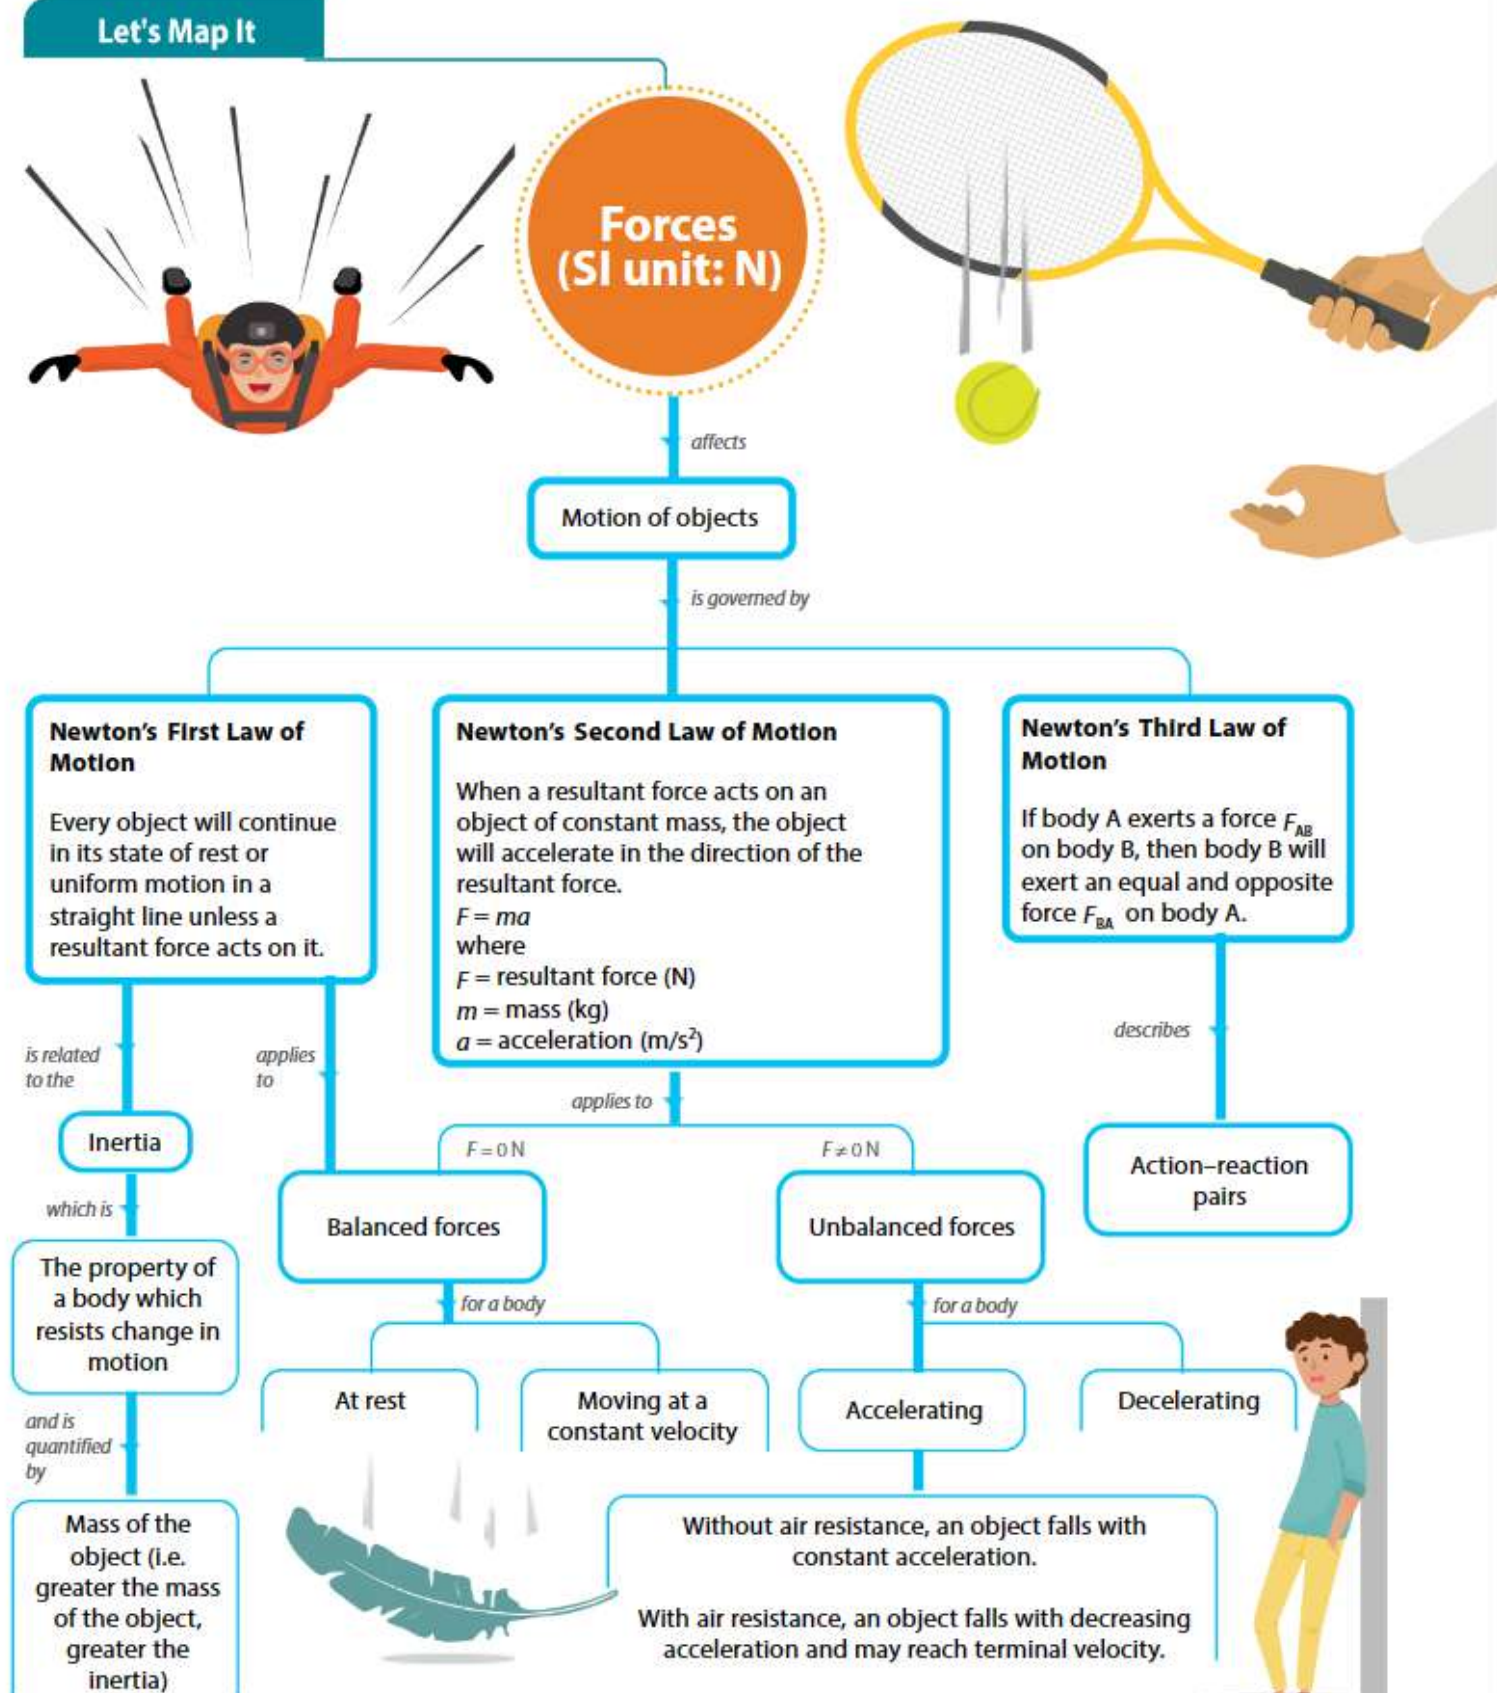 Let's Map It
Forces
(SI unit: N)
affects
Motion of objects
is governed by
Newton's First Law of
Motion
Every object will continue
in its state of rest or
uniform motion in a
straight line unless a
resultant force acts on it.
Newton's Second Law of Motion
When a resultant force acts on an
object of constant mass, the object
will accelerate in the direction of the
resultant force.
F = ma
where
F = resultant force (N)
m = mass (kg)
a = acceleration (m/s²)
Newton's Third Law of
Motion
If body A exerts a force F_AB
on body B, then body B will
exert an equal and opposite
force F_BA on body A.
is related
to the
applies
to
applies to
describes
Inertia
F = 0 N
F ≠ 0 N
Action–reaction
pairs
which is
Balanced forces
Unbalanced forces
The property of
a body which
resists change in
motion
for a body
for a body
At rest
Moving at a
constant velocity
Accelerating
Decelerating
and is
quantified
by
Mass of the
object (i.e.
greater the mass
of the object,
greater the
inertia)
Without air resistance, an object falls with
constant acceleration.
With air resistance, an object falls with decreasing
acceleration and may reach terminal velocity.